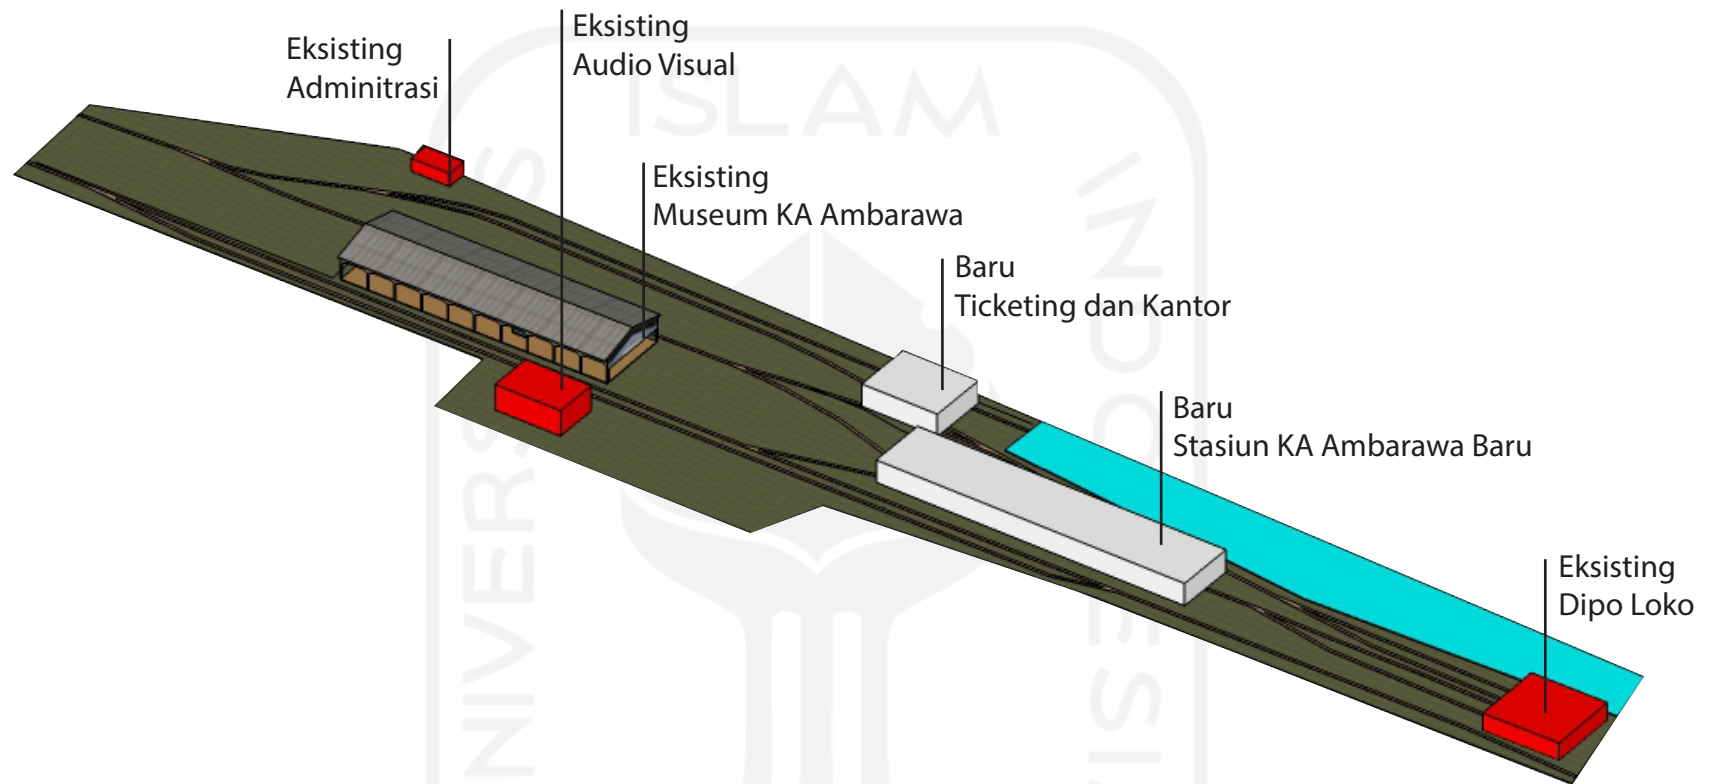 Eksisting
Audio Visual
Eksisting
Adminitrasi
Eksisting
Museum KA Ambarawa
Baru
Ticketing dan Kantor
Baru
Stasiun KA Ambarawa Baru
Eksisting
Dipo Loko
ISLAM